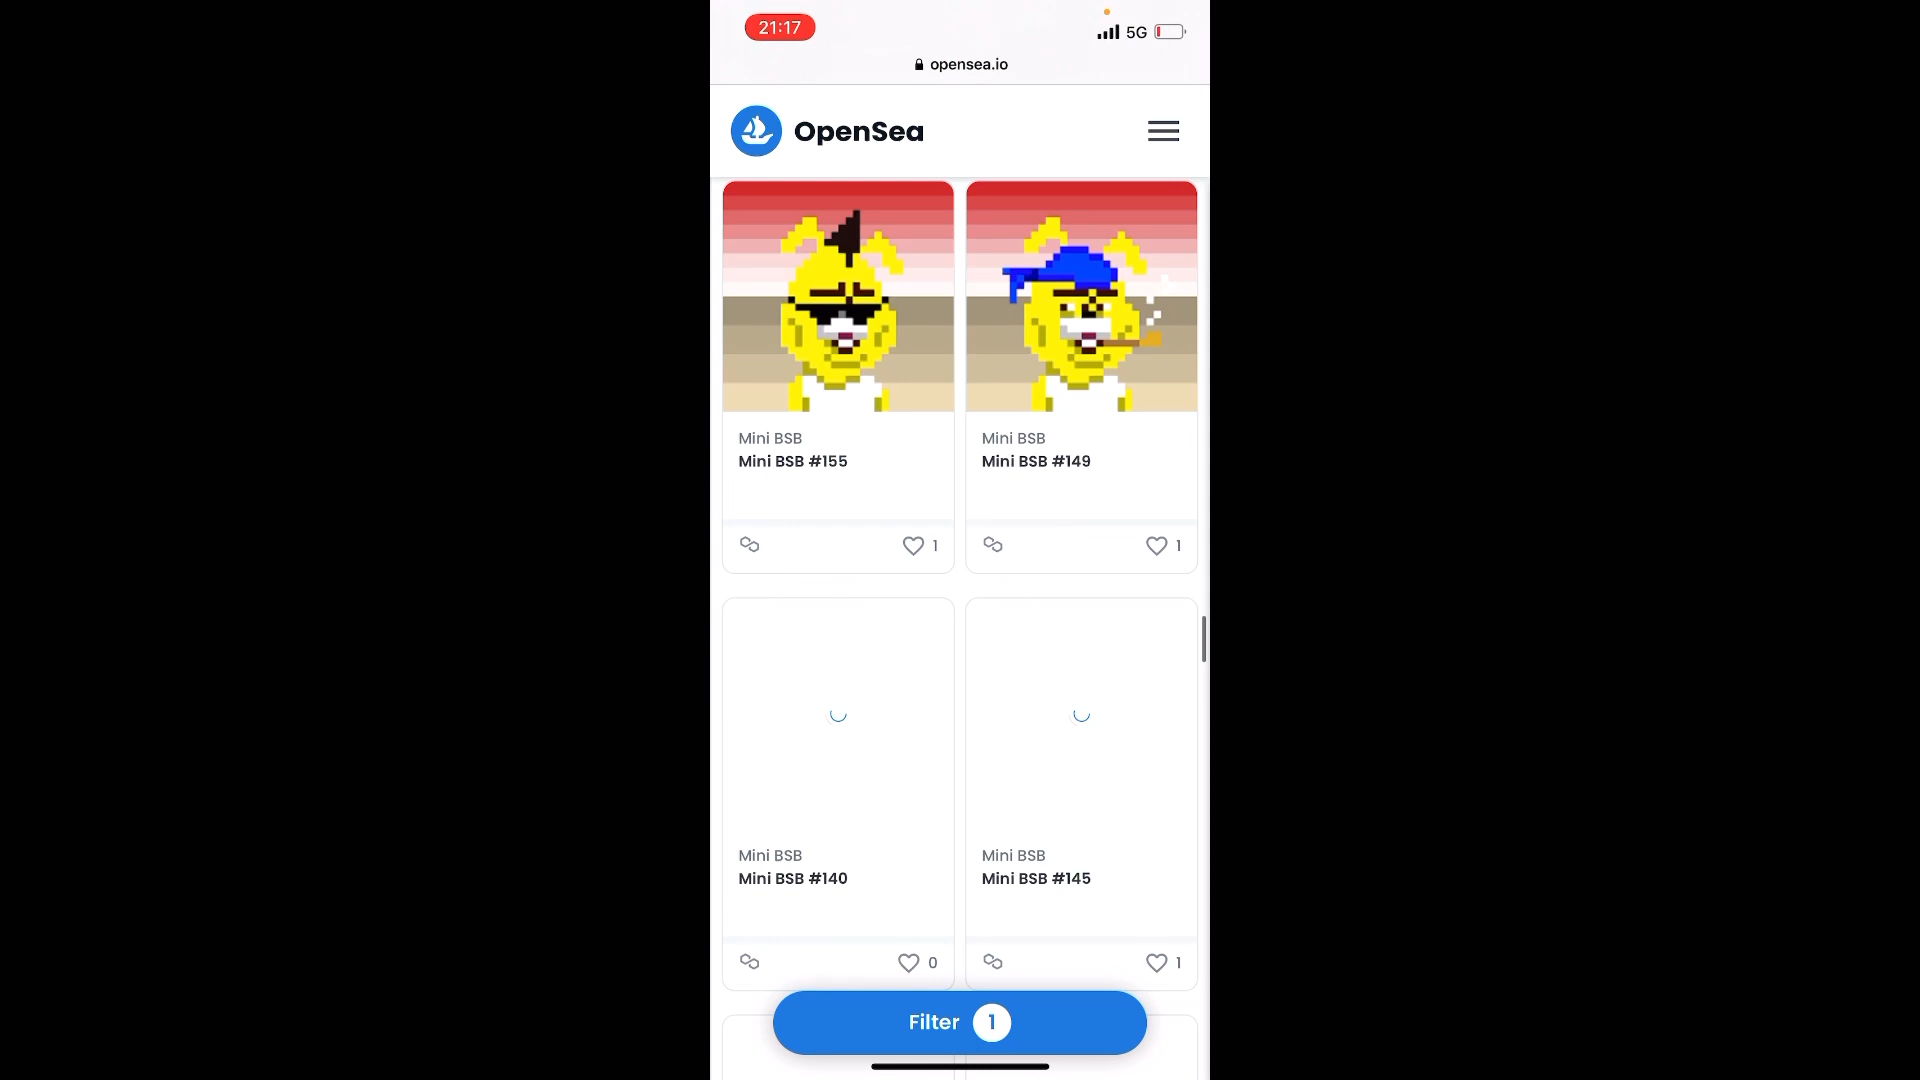 21:17
5G
opensea.io
OpenSea
Mini BSB
Mini BSB #155
1
Mini BSB
Mini BSB #149
1
Mini BSB
Mini BSB #140
0
Mini BSB
Mini BSB #145
1
Filter 1